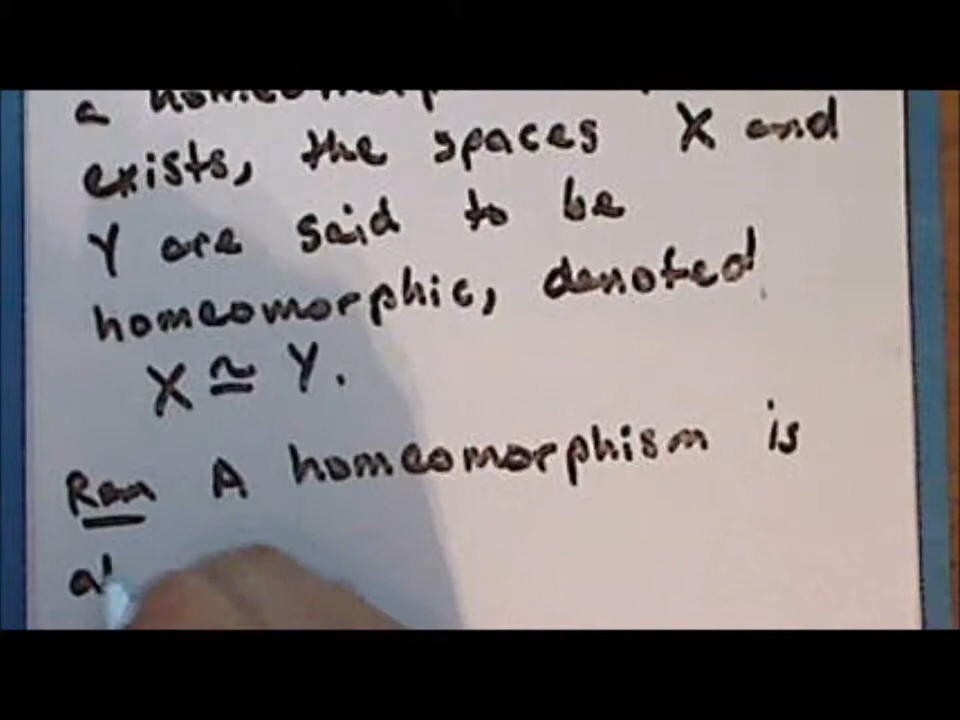 a
exists, the spaces X and
Y are said to be
homeomorphic, denoted
X ≅ Y.
Rem A homeomorphism is